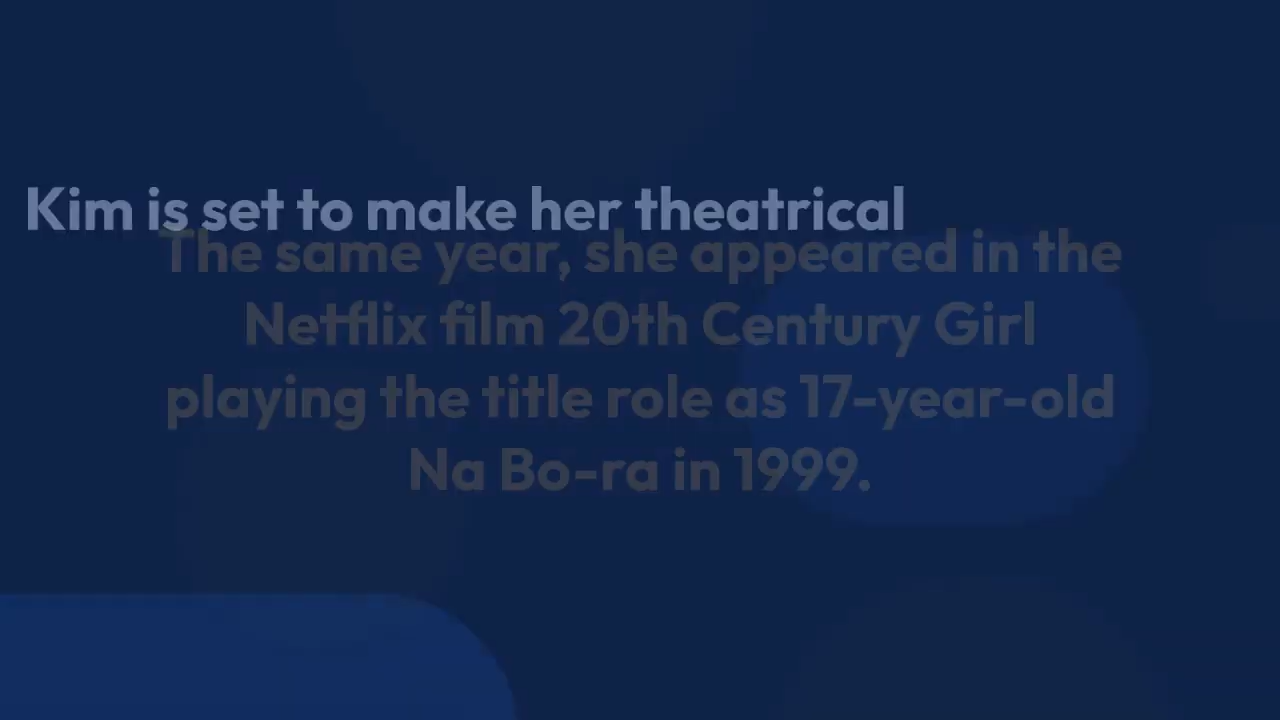 Kim is set to make her theatrical
The same year, she appeared in the
Netflix film 20th Century Girl
playing the title role as 17-year-old
Na Bo-ra in 1999.